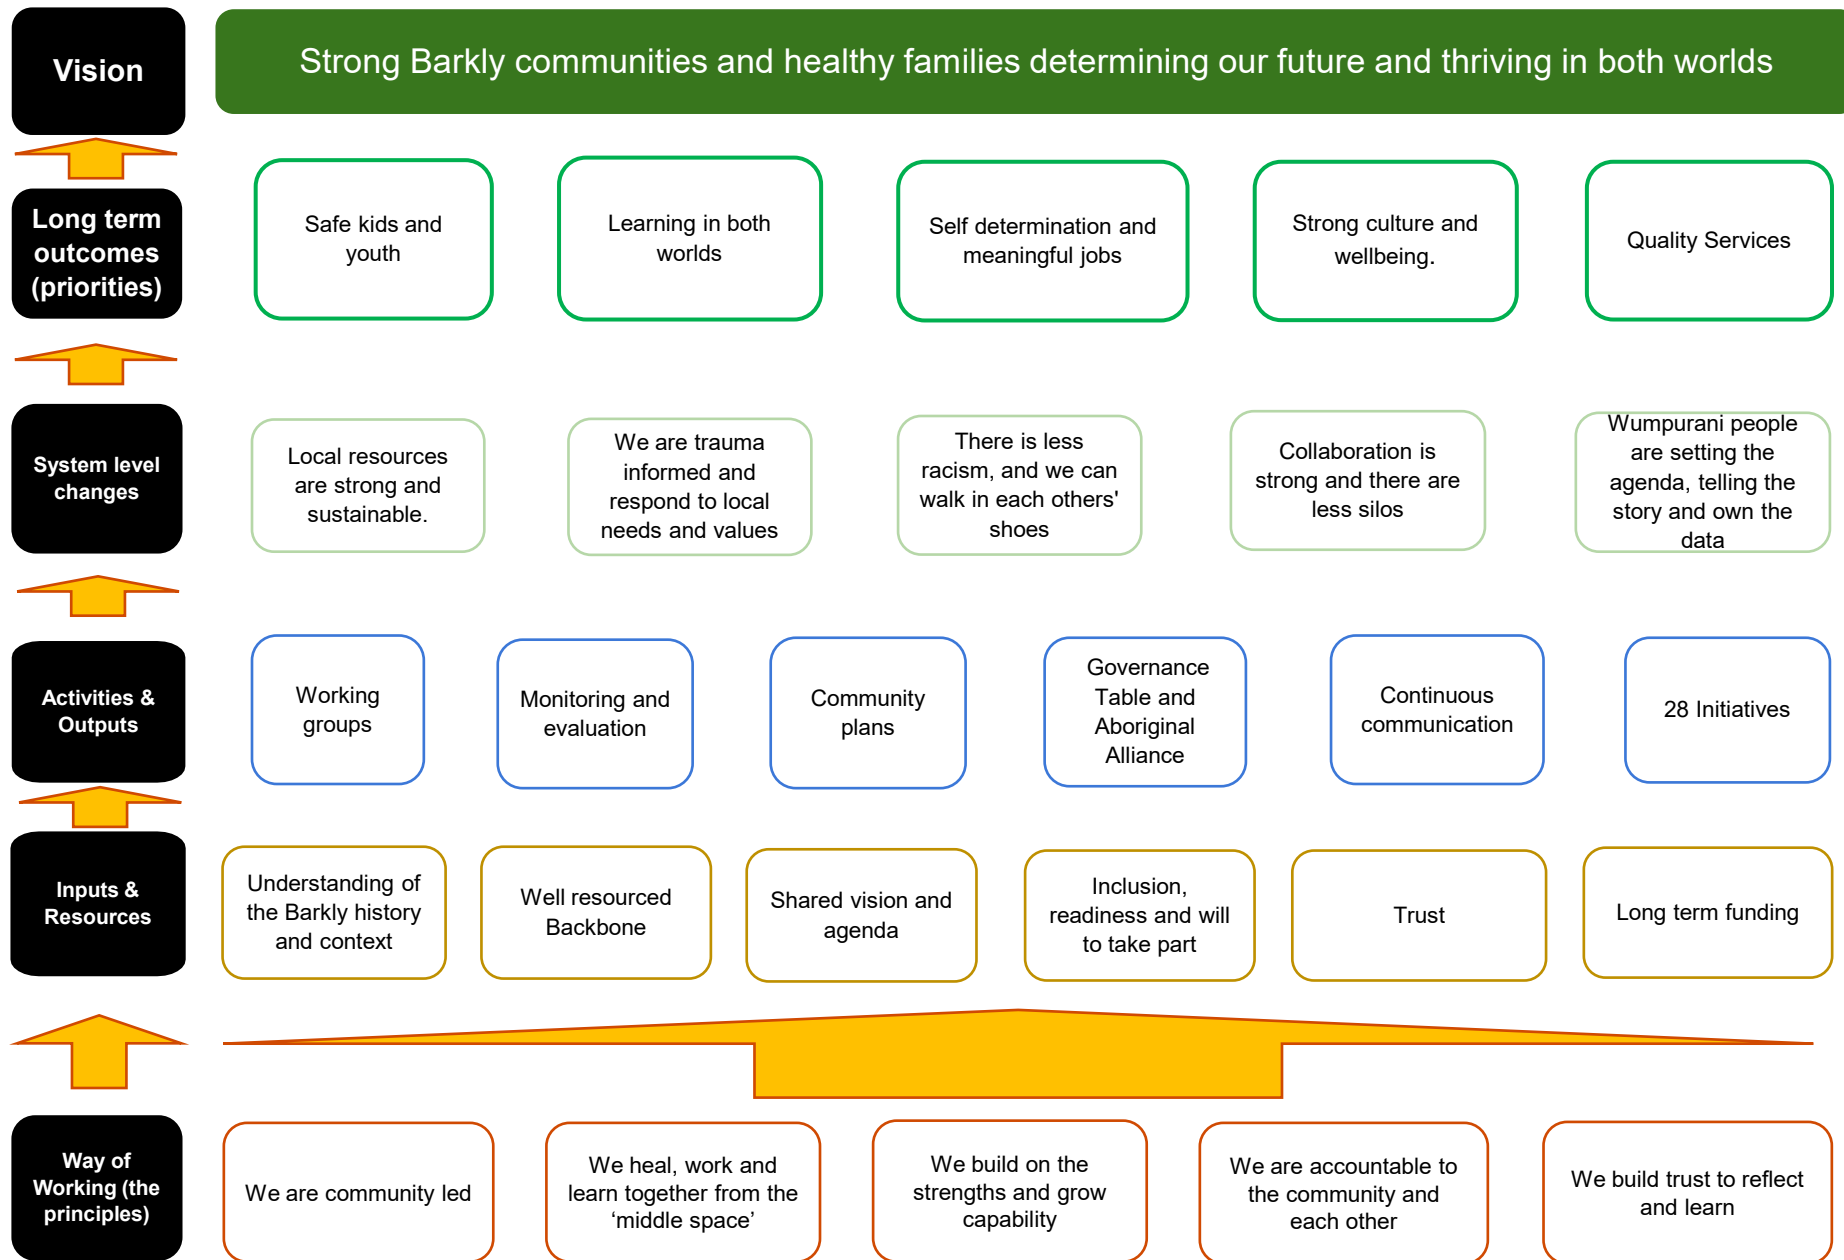 Vision
Strong Barkly communities and healthy families determining our future and thriving in both worlds
Long term
outcomes
(priorities)
Safe kids and
youth
Learning in both
worlds
Self determination and
meaningful jobs
Strong culture and
wellbeing.
Quality Services
System level
changes
Local resources
are strong and
sustainable.
We are trauma
informed and
respond to local
needs and values
There is less
racism, and we can
walk in each others'
shoes
Collaboration is
strong and there are
less silos
Wumpurani people
are setting the
agenda, telling the
story and own the
data
Activities &
Outputs
Working
groups
Monitoring and
evaluation
Community
plans
Governance
Table and
Aboriginal
Alliance
Continuous
communication
28 Initiatives
Inputs &
Resources
Understanding of
the Barkly history
and context
Well resourced
Backbone
Shared vision and
agenda
Inclusion,
readiness and will
to take part
Trust
Long term funding
Way of
Working (the
principles)
We are community led
We heal, work and
learn together from the
‘middle space’
We build on the
strengths and grow
capability
We are accountable to
the community and
each other
We build trust to reflect
and learn